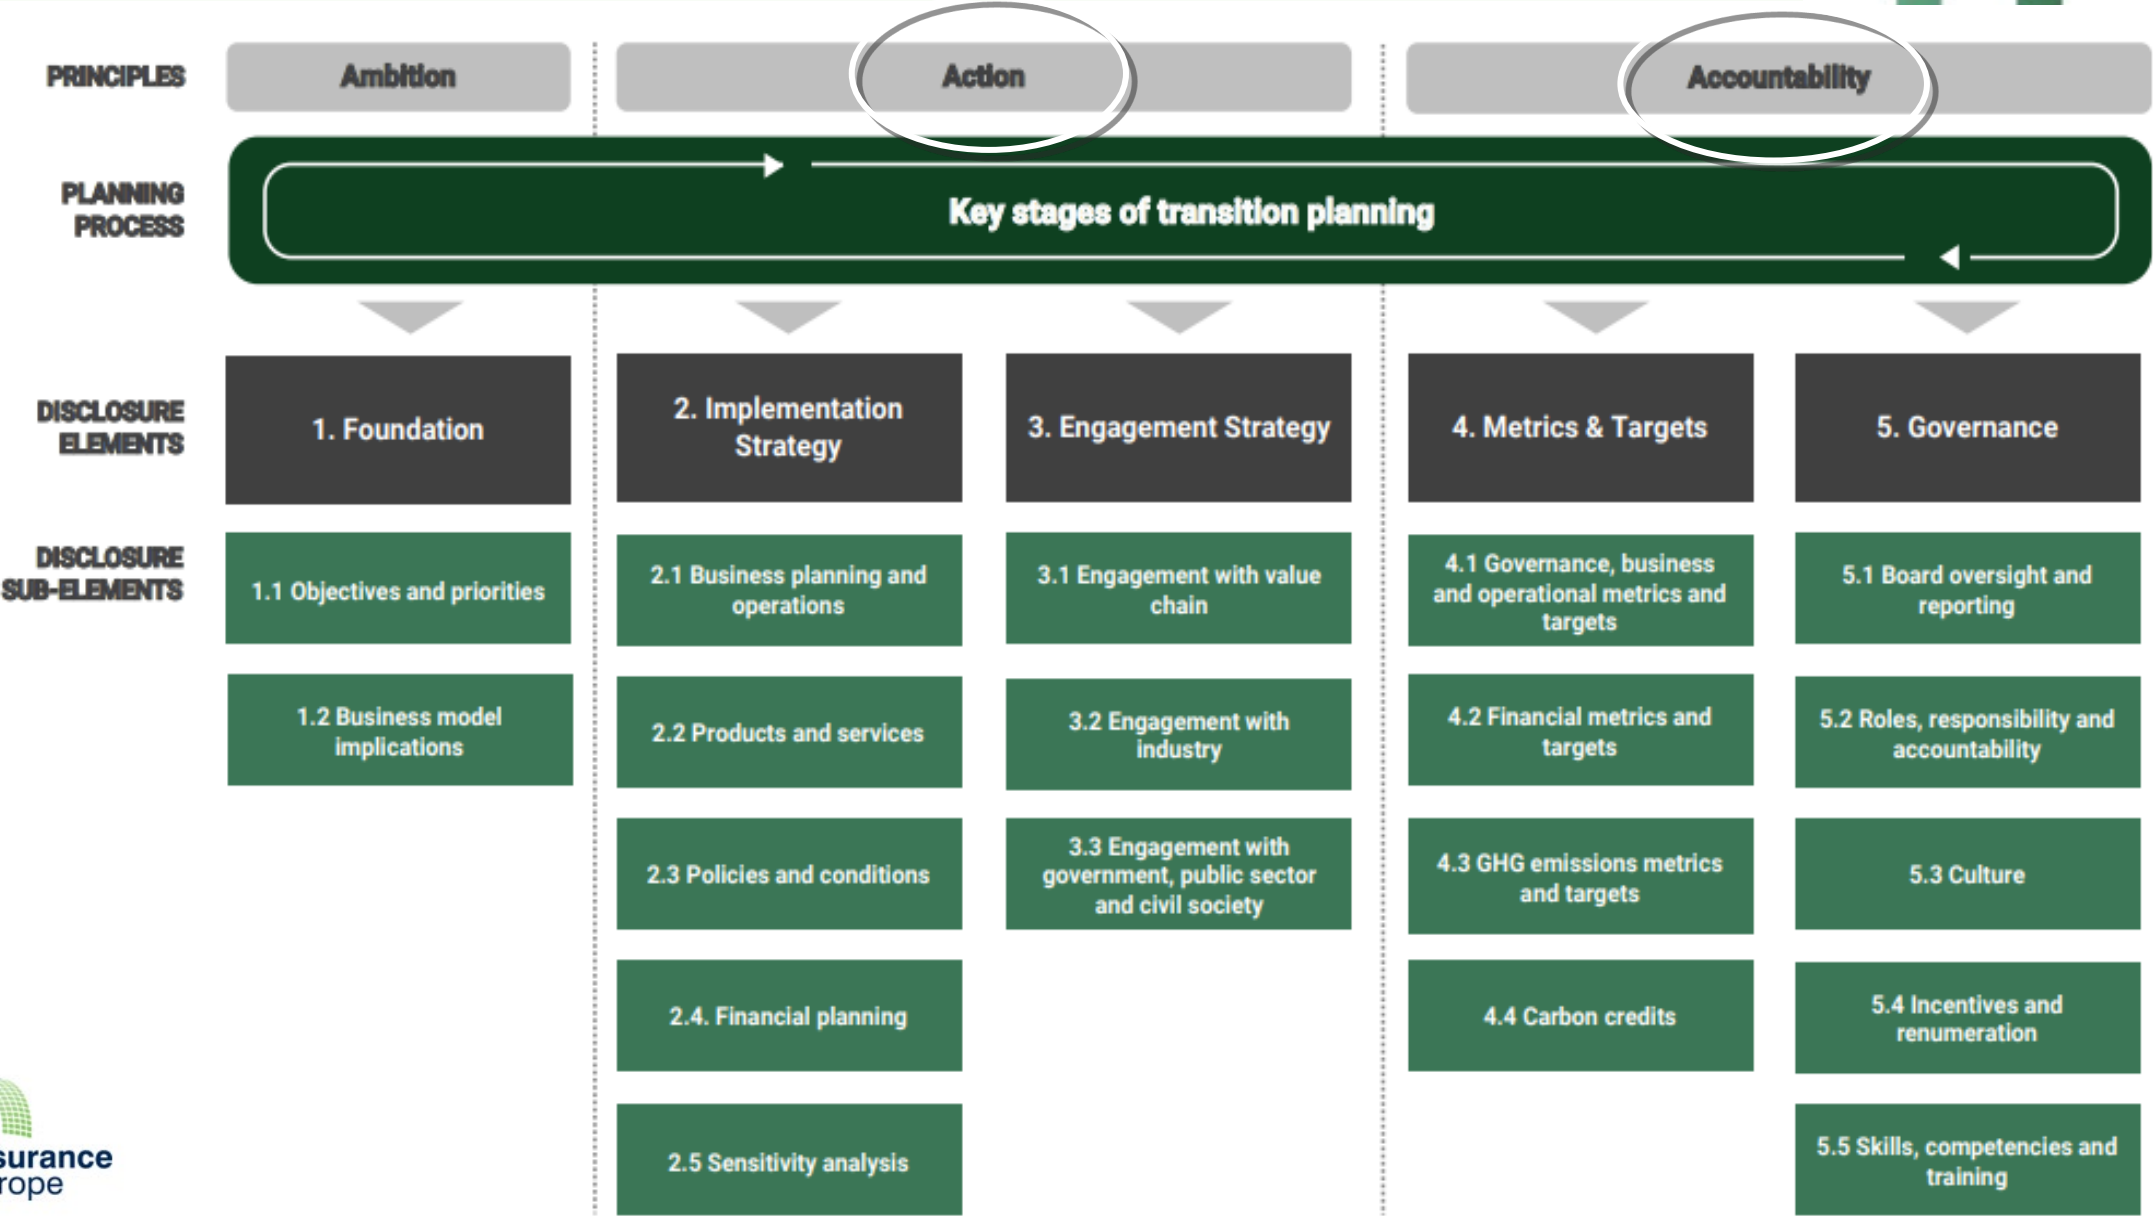 PRINCIPLES
Ambition
Action
Accountability
PLANNING
PROCESS
Key stages of transition planning
DISCLOSURE
ELEMENTS
1. Foundation
2. Implementation
Strategy
3. Engagement Strategy
4. Metrics & Targets
5. Governance
DISCLOSURE
SUB-ELEMENTS
1.1 Objectives and priorities
1.2 Business model
implications
2.1 Business planning and
operations
2.2 Products and services
2.3 Policies and conditions
2.4. Financial planning
2.5 Sensitivity analysis
3.1 Engagement with value
chain
3.2 Engagement with
industry
3.3 Engagement with
government, public sector
and civil society
4.1 Governance, business
and operational metrics and
targets
4.2 Financial metrics and
targets
4.3 GHG emissions metrics
and targets
4.4 Carbon credits
5.1 Board oversight and
reporting
5.2 Roles, responsibility and
accountability
5.3 Culture
5.4 Incentives and
renumeration
5.5 Skills, competencies and
training
surance
rope